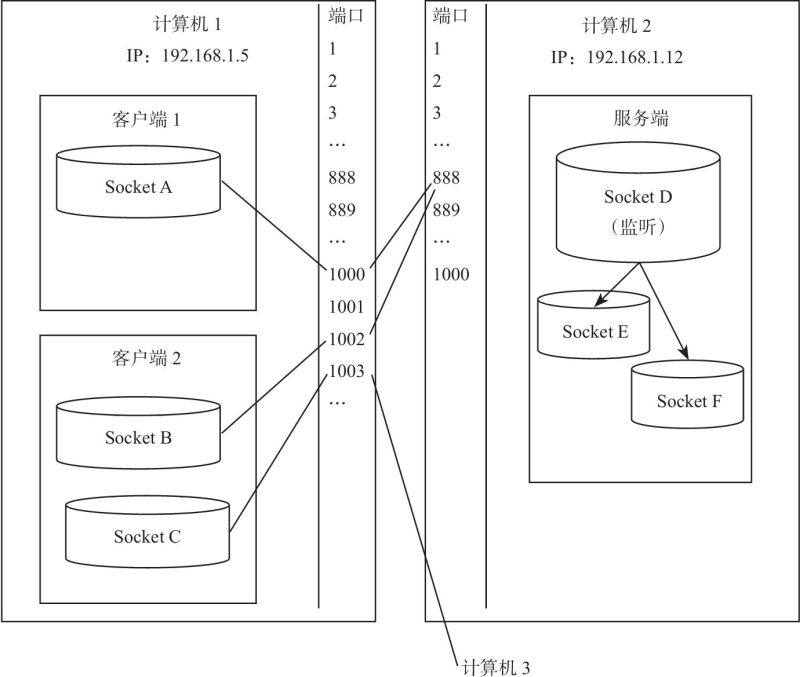 计算机 1
IP：192.168.1.5
客户端 1
Socket A
客户端 2
Socket B
Socket C
端口
1
2
3
…
888
889
…
1000
1001
1002
1003
…
端口
1
2
3
…
888
889
…
1000
计算机 2
IP：192.168.1.12
服务端
Socket D
（监听）
Socket E
Socket F
计算机 3